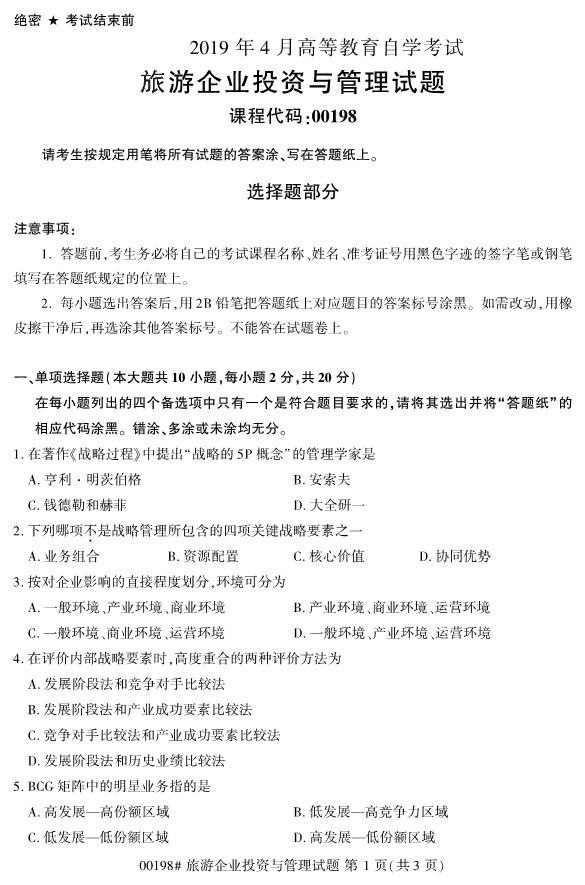 绝密 ★ 考试结束前
2019 年 4 月高等教育自学考试
旅游企业投资与管理试题
课程代码:00198
请考生按规定用笔将所有试题的答案涂、写在答题纸上。
选择题部分
注意事项:
1. 答题前,考生务必将自己的考试课程名称、姓名、准考证号用黑色字迹的签字笔或钢笔
填写在答题纸规定的位置上。
2. 每小题选出答案后,用 2B 铅笔把答题纸上对应题目的答案标号涂黑。如需改动,用橡
皮擦干净后,再选涂其他答案标号。不能答在试题卷上。
一、单项选择题(本大题共 10 小题,每小题 2 分,共 20 分)
在每小题列出的四个备选项中只有一个是符合题目要求的,请将其选出并将“答题纸”的
相应代码涂黑。错涂、多涂或未涂均无分。
1. 在著作《战略过程》中提出“战略的 5P 概念”的管理学家是
A. 亨利·明茨伯格 B. 安索夫
C. 钱德勒和赫菲 D. 大全研一
2. 下列哪项不是战略管理所包含的四项关键战略要素之一
A. 业务组合 B. 资源配置 C. 核心价值 D. 协同优势
3. 按对企业影响的直接程度划分,环境可分为
A. 一般环境、产业环境、商业环境 B. 产业环境、商业环境、运营环境
C. 一般环境、商业环境、运营环境 D. 一般环境、产业环境、运营环境
4. 在评价内部战略要素时,高度重合的两种评价方法为
A. 发展阶段法和竞争对手比较法
B. 发展阶段法和产业成功要素比较法
C. 竞争对手比较法和产业成功要素比较法
D. 发展阶段法和历史业绩比较法
5. BCG 矩阵中的明星业务指的是
A. 高发展—高份额区域 B. 低发展—高竞争力区域
C. 低发展—低份额区域 D. 高发展—低份额区域
00198# 旅游企业投资与管理试题 第 1 页(共 3 页)